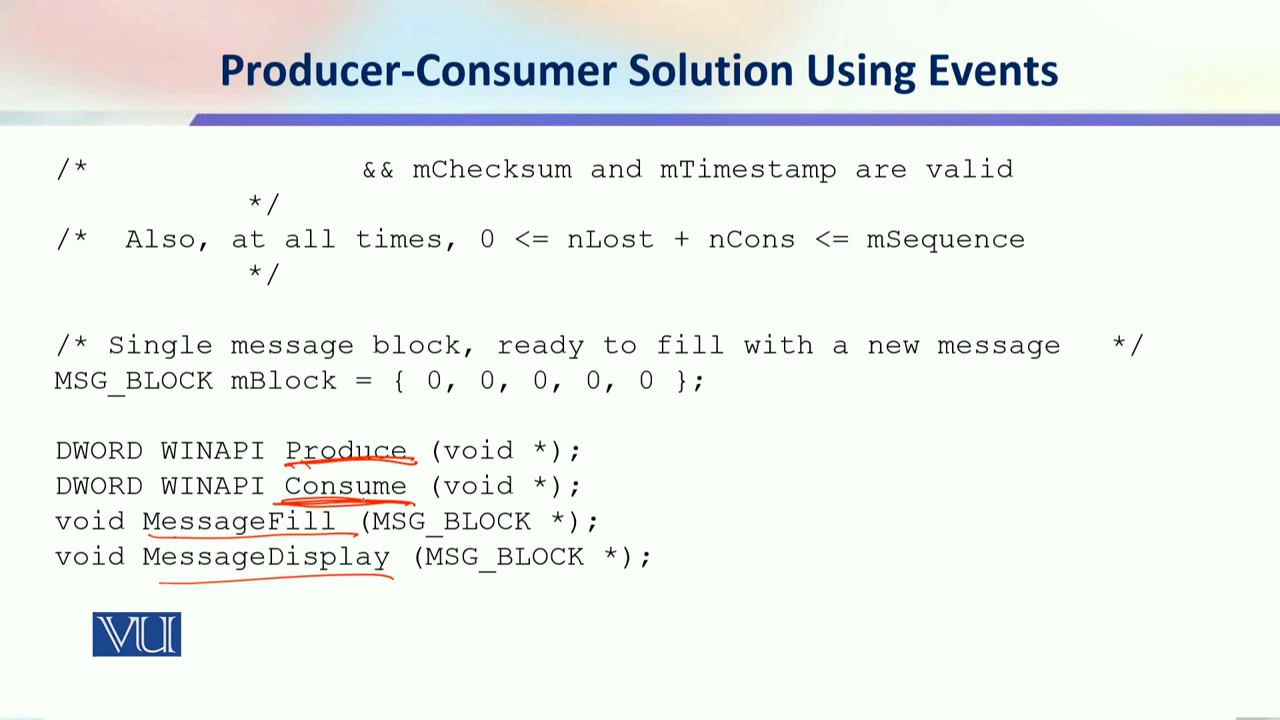 Producer-Consumer Solution Using Events
/* && mChecksum and mTimestamp are valid
*/
/* Also, at all times, 0 <= nLost + nCons <= mSequence
*/
/* Single message block, ready to fill with a new message */
MSG_BLOCK mBlock = { 0, 0, 0, 0, 0 };
DWORD WINAPI Produce (void *);
DWORD WINAPI Consume (void *);
void MessageFill (MSG_BLOCK *);
void MessageDisplay (MSG_BLOCK *);
VU